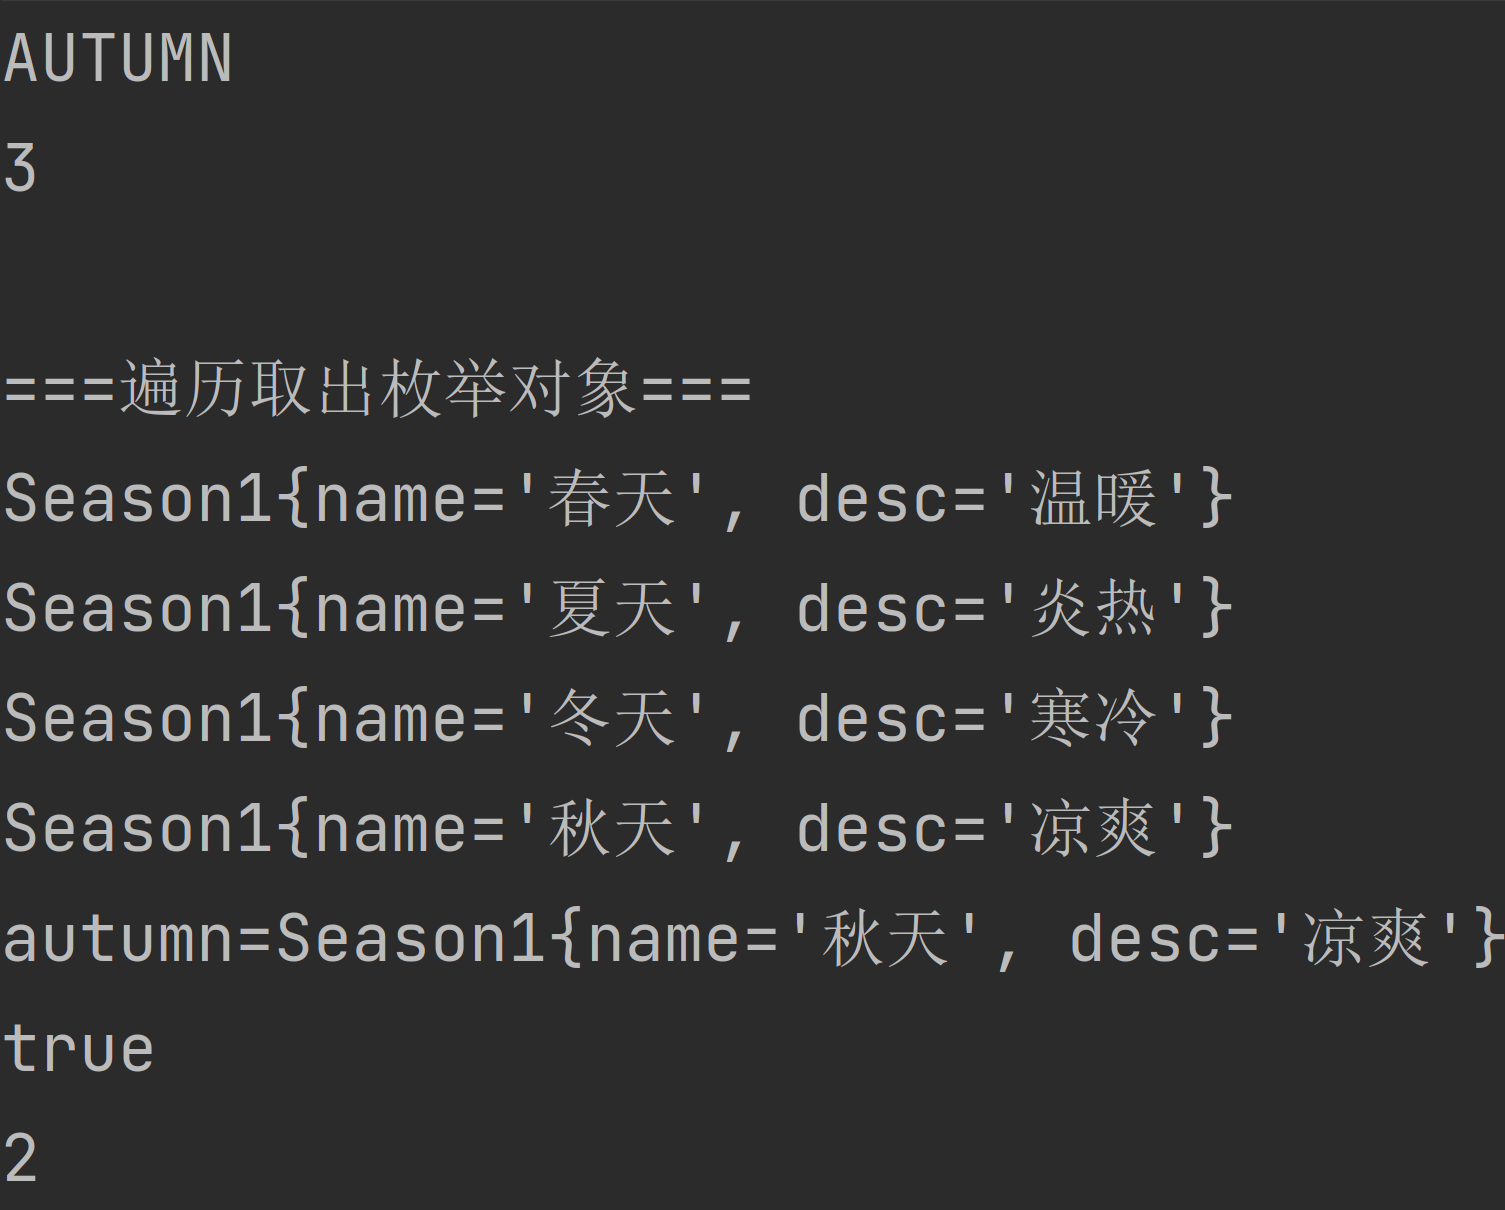 AUTUMN
3
===遍历取出枚举对象===
Season1{name='春天', desc='温暖'}
Season1{name='夏天', desc='炎热'}
Season1{name='冬天', desc='寒冷'}
Season1{name='秋天', desc='凉爽'}
autumn=Season1{name='秋天', desc='凉爽'}
true
2